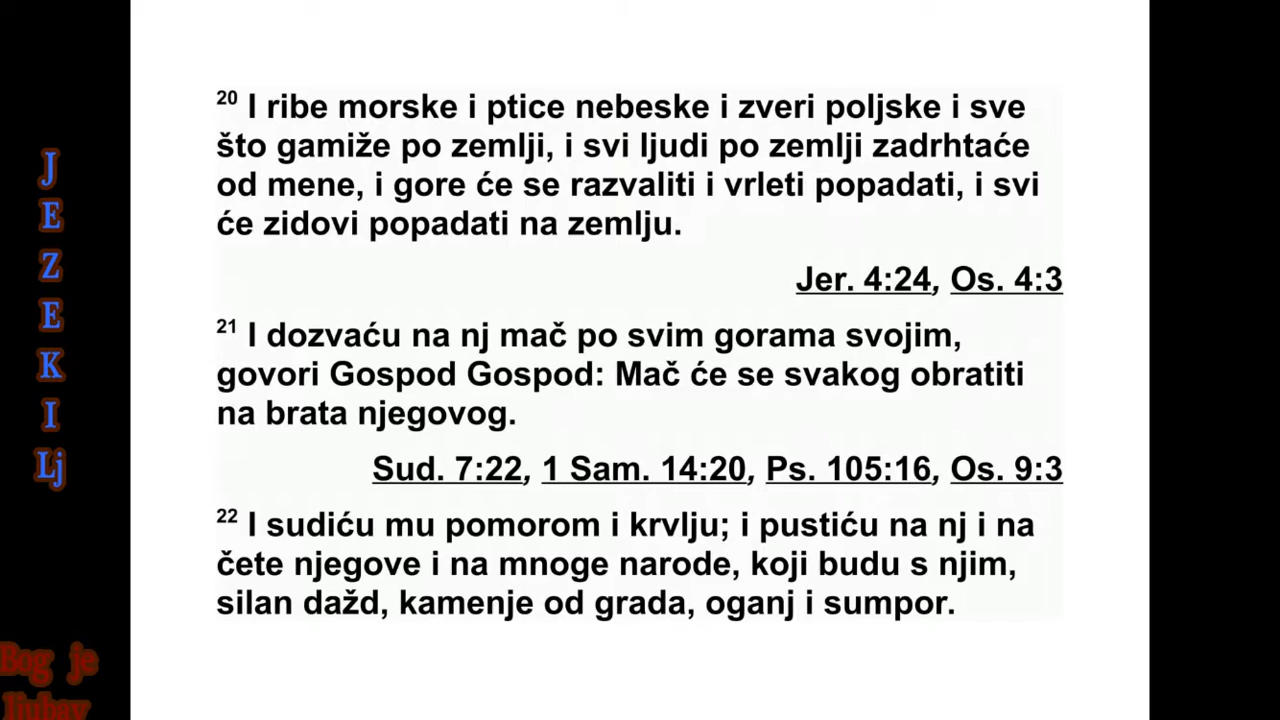 J
E
Z
E
K
I
Lj
Bog je
ljubav
20 I ribe morske i ptice nebeske i zveri poljske i sve
što gamiže po zemlji, i svi ljudi po zemlji zadrhtaće
od mene, i gore će se razvaliti i vrleti popadati, i svi
će zidovi popadati na zemlju.
Jer. 4:24, Os. 4:3
21 I dozvaću na nj mač po svim gorama svojim,
govori Gospod Gospod: Mač će se svakog obratiti
na brata njegovog.
Sud. 7:22, 1 Sam. 14:20, Ps. 105:16, Os. 9:3
22 I sudiću mu pomorom i krvlju; i pustiću na nj i na
čete njegove i na mnoge narode, koji budu s njim,
silan dažd, kamenje od grada, oganj i sumpor.